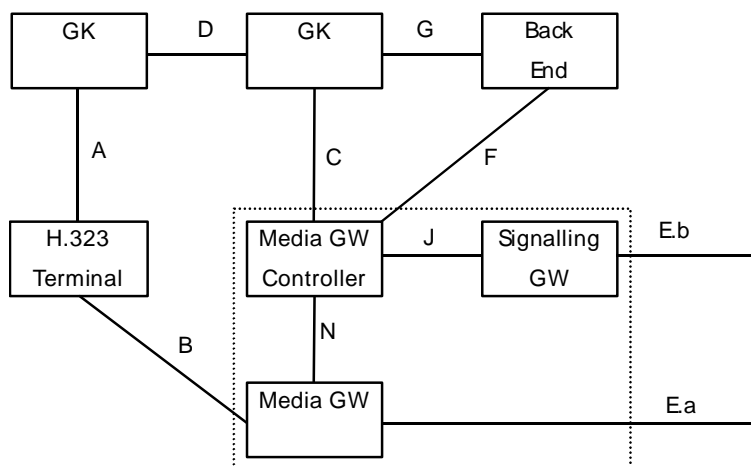 GK
D
GK
G
Back
End
A
C
F
H.323
Terminal
Media GW
Controller
J
Signalling
GW
E.b
B
N
Media GW
E.a